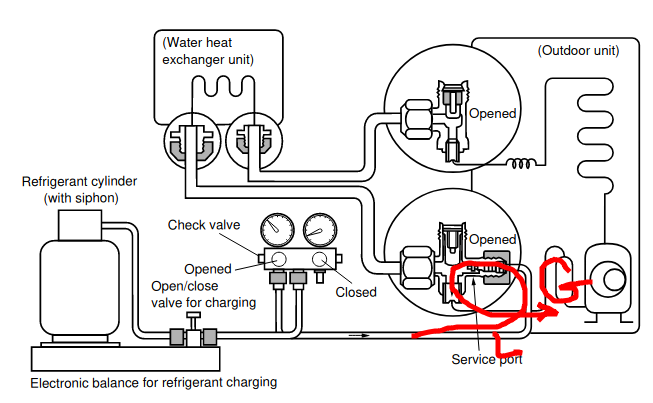 (Water heat
exchanger unit)
(Outdoor unit)
Opened
Refrigerant cylinder
(with siphon)
Check valve
Opened
Opened
Open/close
valve for charging
Closed
G
L
Service port
Electronic balance for refrigerant charging